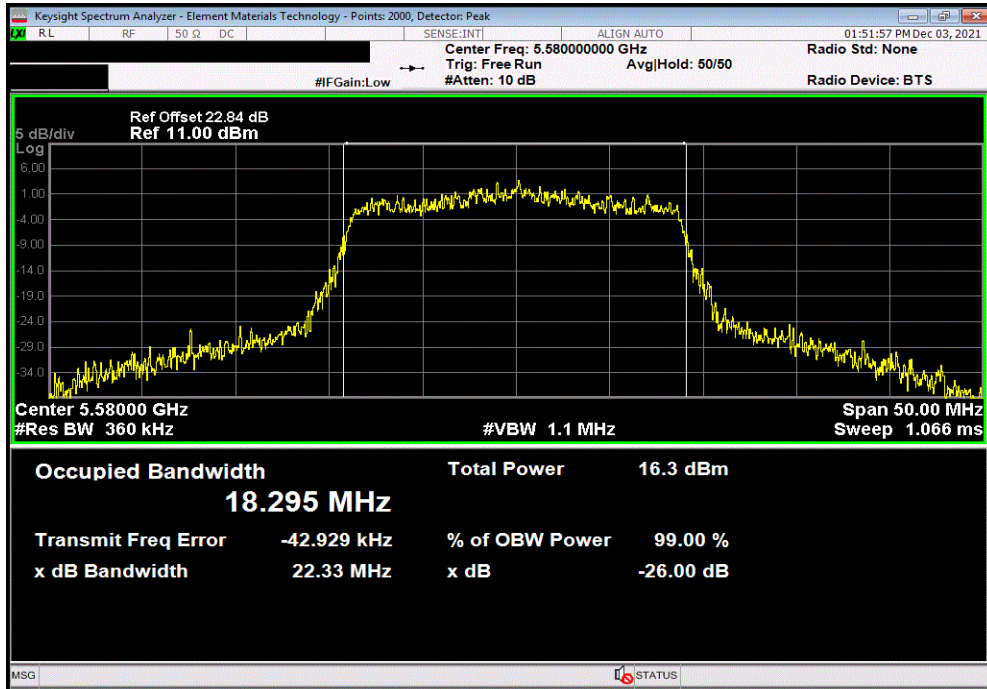 Keysight Spectrum Analyzer - Element Materials Technology - Points: 2000, Detector: Peak
LXI RL RF 50 Ω DC SENSE:INT ALIGN AUTO 01:51:57 PM Dec 03, 2021
Center Freq: 5.580000000 GHz Radio Std: None
Trig: Free Run Avg|Hold: 50/50
#IFGain:Low #Atten: 10 dB Radio Device: BTS
Ref Offset 22.84 dB
5 dB/div Ref 11.00 dBm
Log
6.00
1.00
-4.00
-9.00
-14.0
-19.0
-24.0
-29.0
-34.0
Center 5.58000 GHz Span 50.00 MHz
#Res BW 360 kHz #VBW 1.1 MHz Sweep 1.066 ms
Occupied Bandwidth Total Power 16.3 dBm
18.295 MHz
Transmit Freq Error -42.929 kHz % of OBW Power 99.00 %
x dB Bandwidth 22.33 MHz x dB -26.00 dB
MSG STATUS